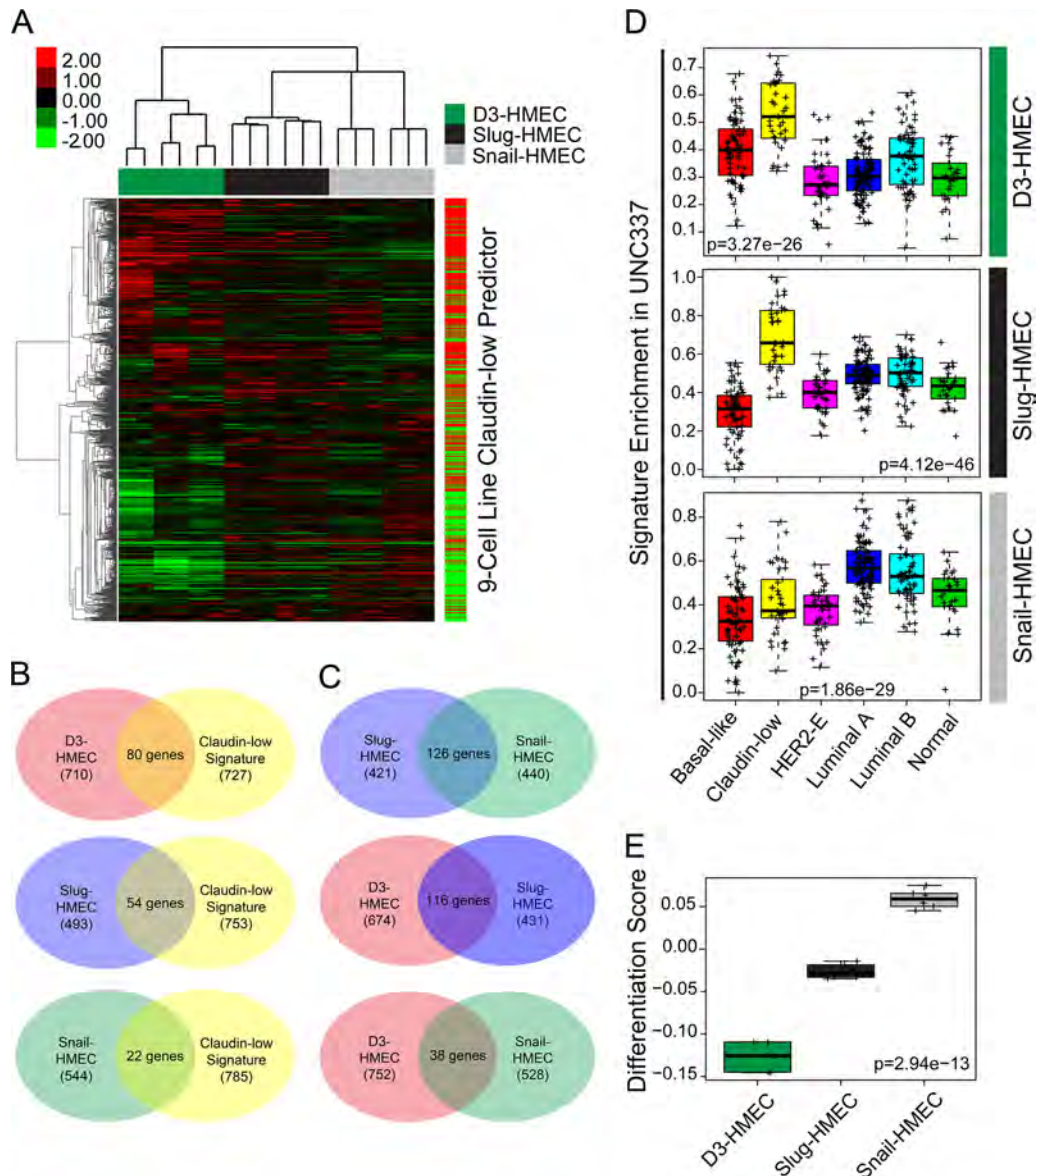 A
2.00
1.00
0.00
-1.00
-2.00
D3-HMEC
Slug-HMEC
Snail-HMEC
9-Cell Line Claudin-low Predictor
B
D3-
HMEC
(710)
80 genes
Claudin-low
Signature
(727)
Slug-
HMEC
(493)
54 genes
Claudin-low
Signature
(753)
Snail-
HMEC
(544)
22 genes
Claudin-low
Signature
(785)
C
Slug-
HMEC
(421)
126 genes
Snail-
HMEC
(440)
D3-
HMEC
(674)
116 genes
Slug-
HMEC
(431)
D3-
HMEC
(752)
38 genes
Snail-
HMEC
(528)
D
Signature Enrichment in UNC337
0.7
0.6
0.5
0.4
0.3
0.2
0.1
p=3.27e-26
D3-HMEC
1.0
0.8
0.6
0.4
0.2
0.0
p=4.12e-46
Slug-HMEC
0.8
0.6
0.4
0.2
0.0
p=1.86e-29
Snail-HMEC
Basal-like
Claudin-low
HER2-E
Luminal A
Luminal B
Normal
E
Differentiation Score
0.05
0.00
-0.05
-0.10
-0.15
p=2.94e-13
D3-HMEC
Slug-HMEC
Snail-HMEC